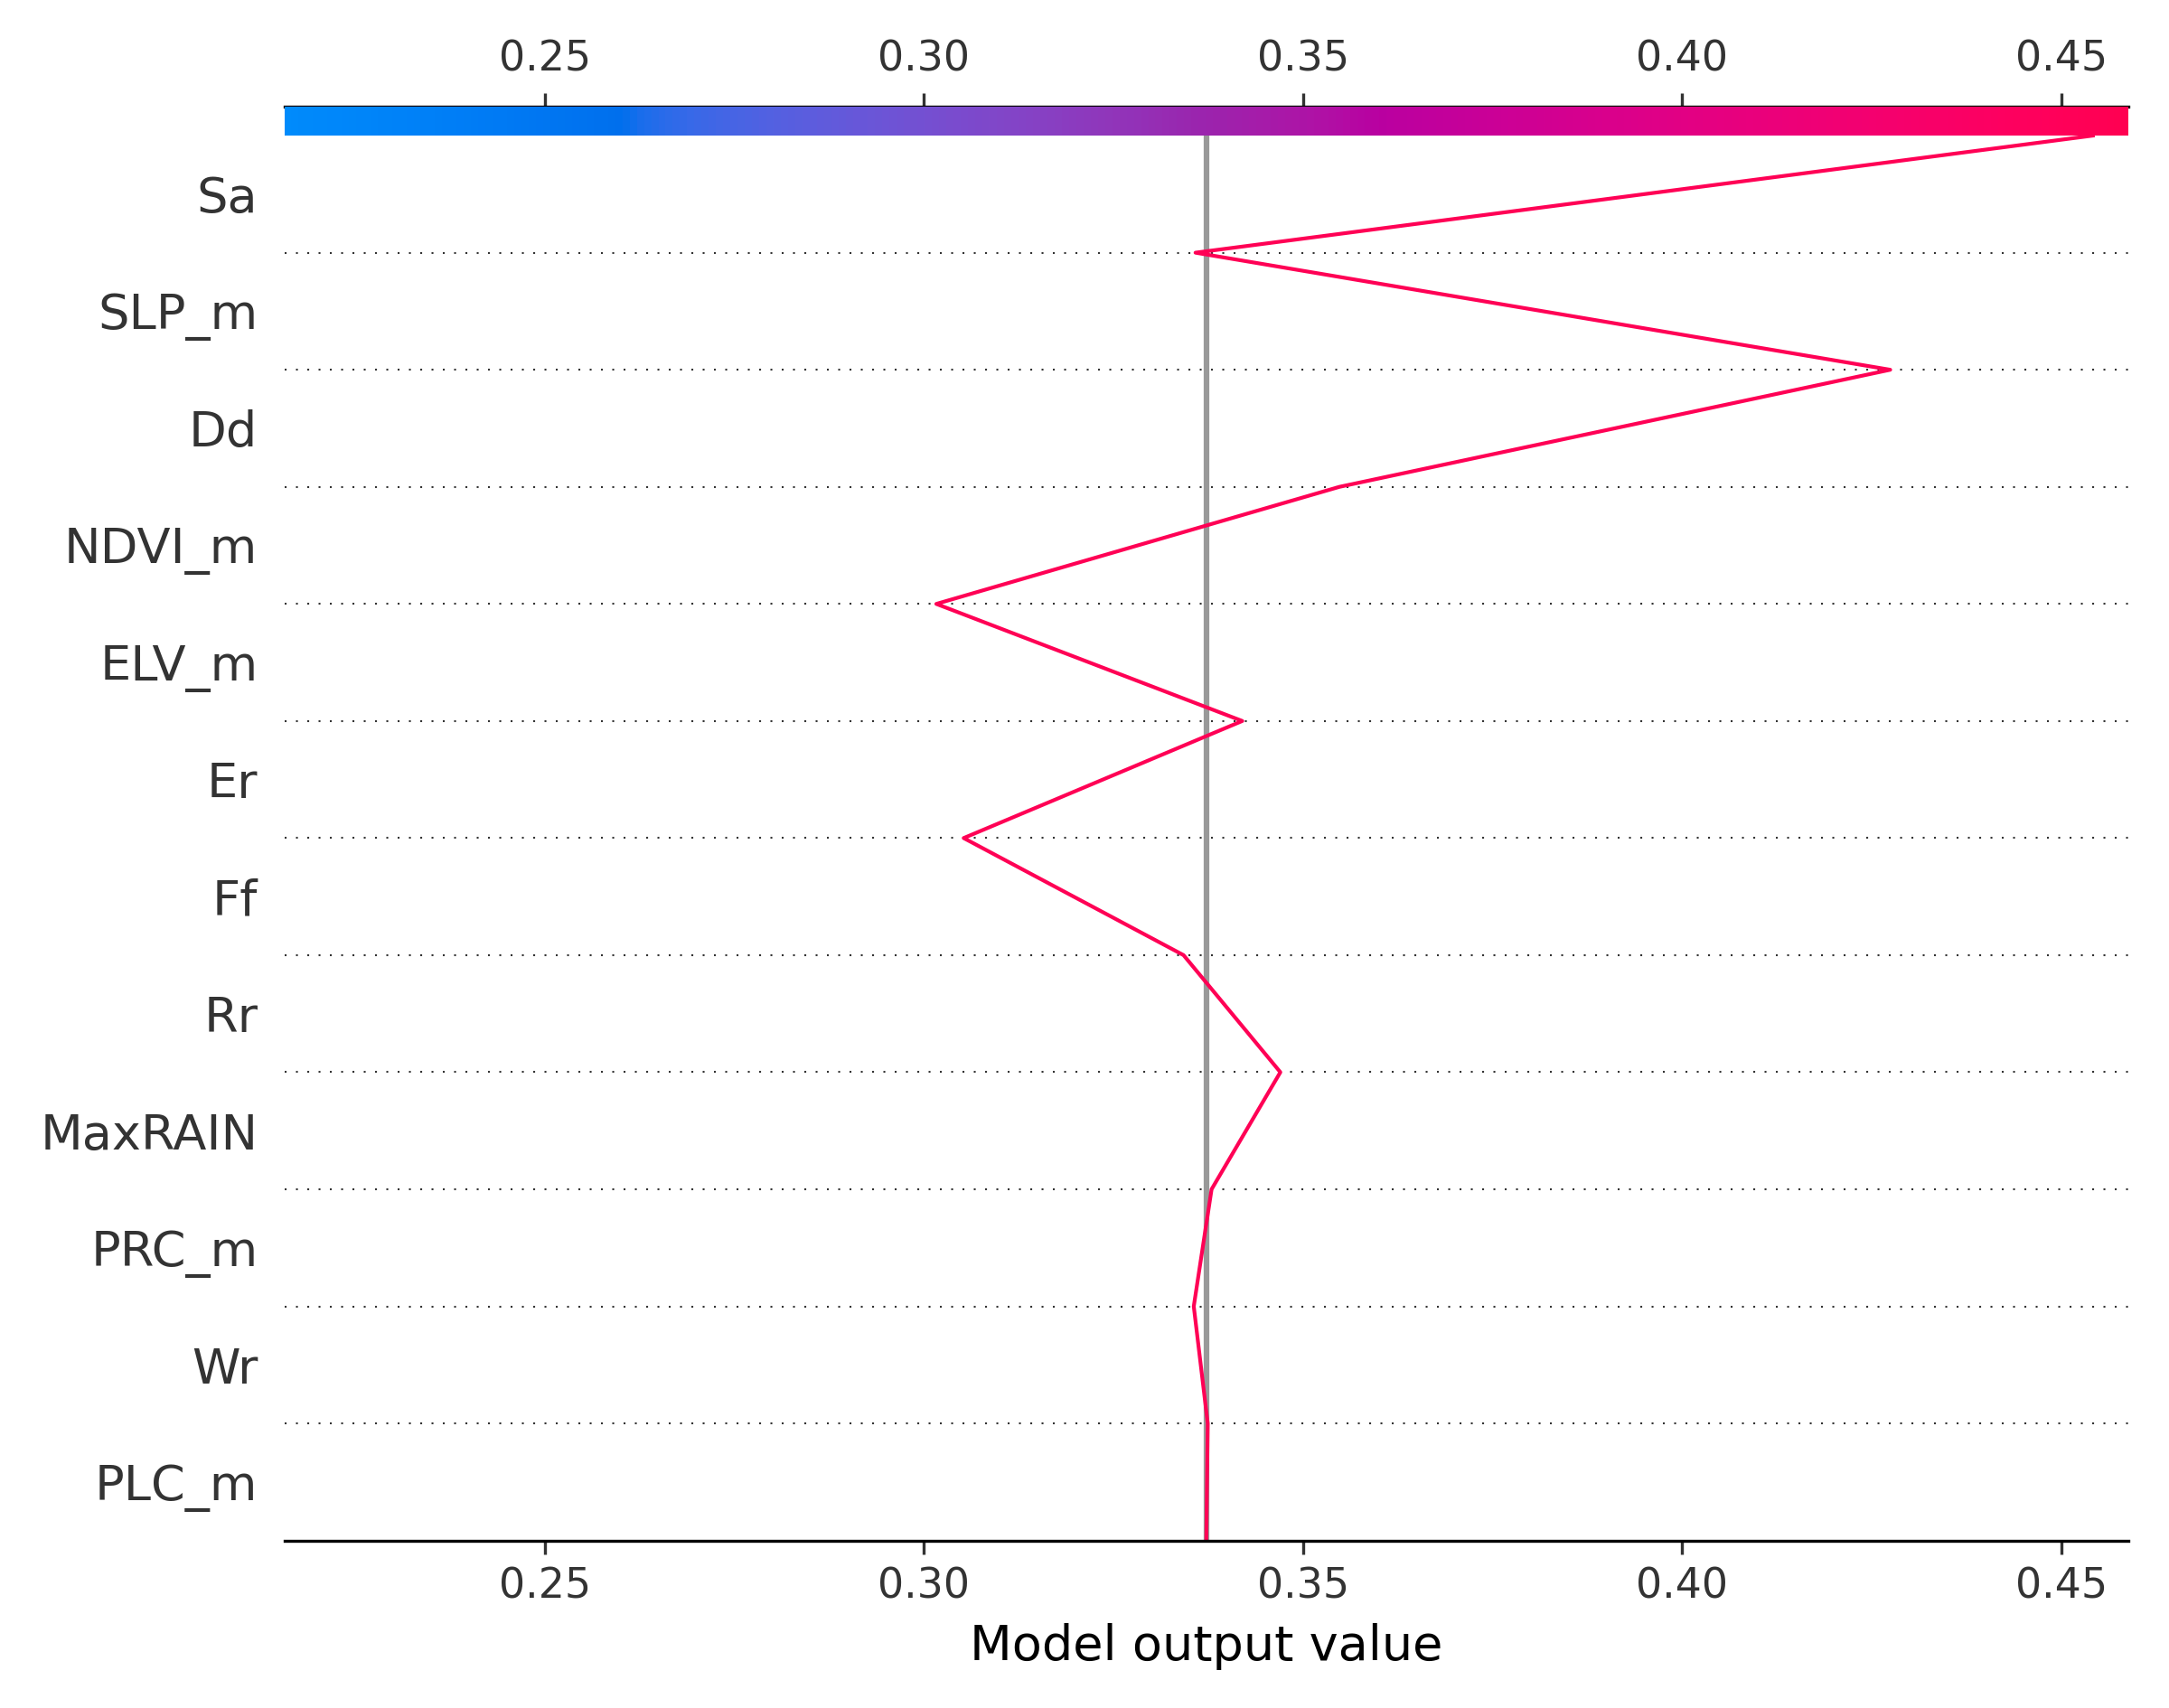 0.25 0.30 0.35 0.40 0.45
Sa
SLP_m
Dd
NDVI_m
ELV_m
Er
Ff
Rr
MaxRAIN
PRC_m
Wr
PLC_m
0.25 0.30 0.35 0.40 0.45
Model output value